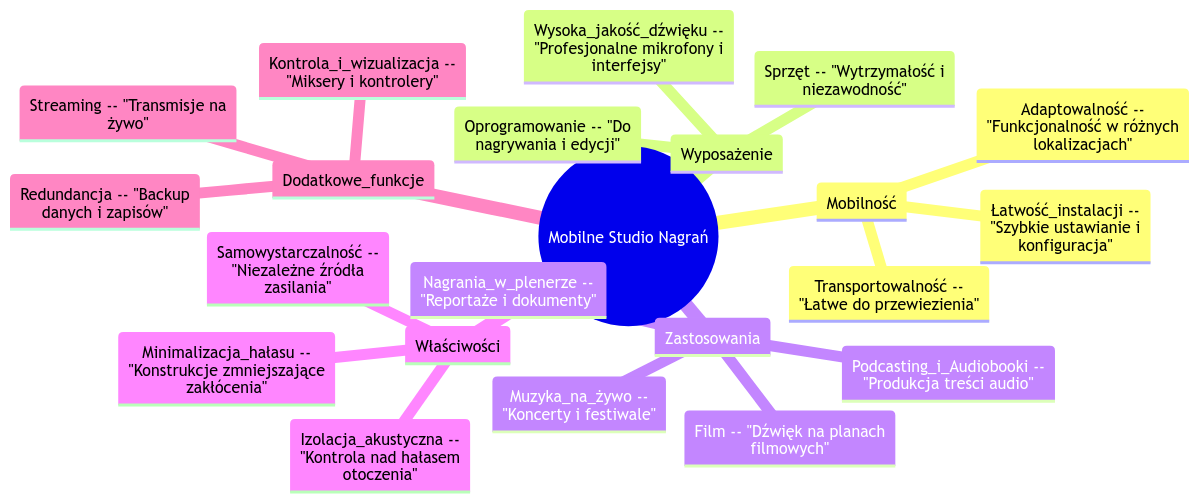 Wysoka_jakość_dźwięku --
"Profesjonalne mikrofony i
interfejsy"
Sprzęt -- "Wytrzymałość i
niezawodność"
Oprogramowanie -- "Do
nagrywania i edycji"
Wyposażenie
Kontrola_i_wizualizacja --
"Miksery i kontrolery"
Streaming -- "Transmisje na
żywo"
Redundancja -- "Backup
danych i zapisów"
Dodatkowe_funkcje
Adaptowalność --
"Funkcjonalność w różnych
lokalizacjach"
Mobilność
Łatwość_instalacji --
"Szybkie ustawianie i
konfiguracja"
Transportowalność --
"Łatwe do przewiezienia"
Mobilne Studio Nagrań
Samowystarczalność --
"Niezależne źródła
zasilania"
Nagrania_w_plenerze --
"Reportaże i dokumenty"
Właściwości
Zastosowania
Minimalizacja_hałasu --
"Konstrukcje zmniejszające
zakłócenia"
Izolacja_akustyczna --
"Kontrola nad hałasem
otoczenia"
Muzyka_na_żywo --
"Koncerty i festiwale"
Film -- "Dźwięk na planach
filmowych"
Podcasting_i_Audiobooki --
"Produkcja treści audio"